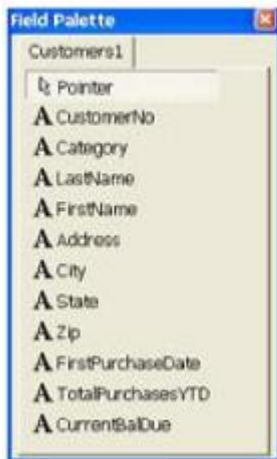 Field Palette
Customers1
Pointer
A CustomerNo
A Category
A LastName
A FirstName
A Address
A City
A State
A Zip
A FirstPurchaseDate
A TotalPurchasesYTD
A CurrentBalDue